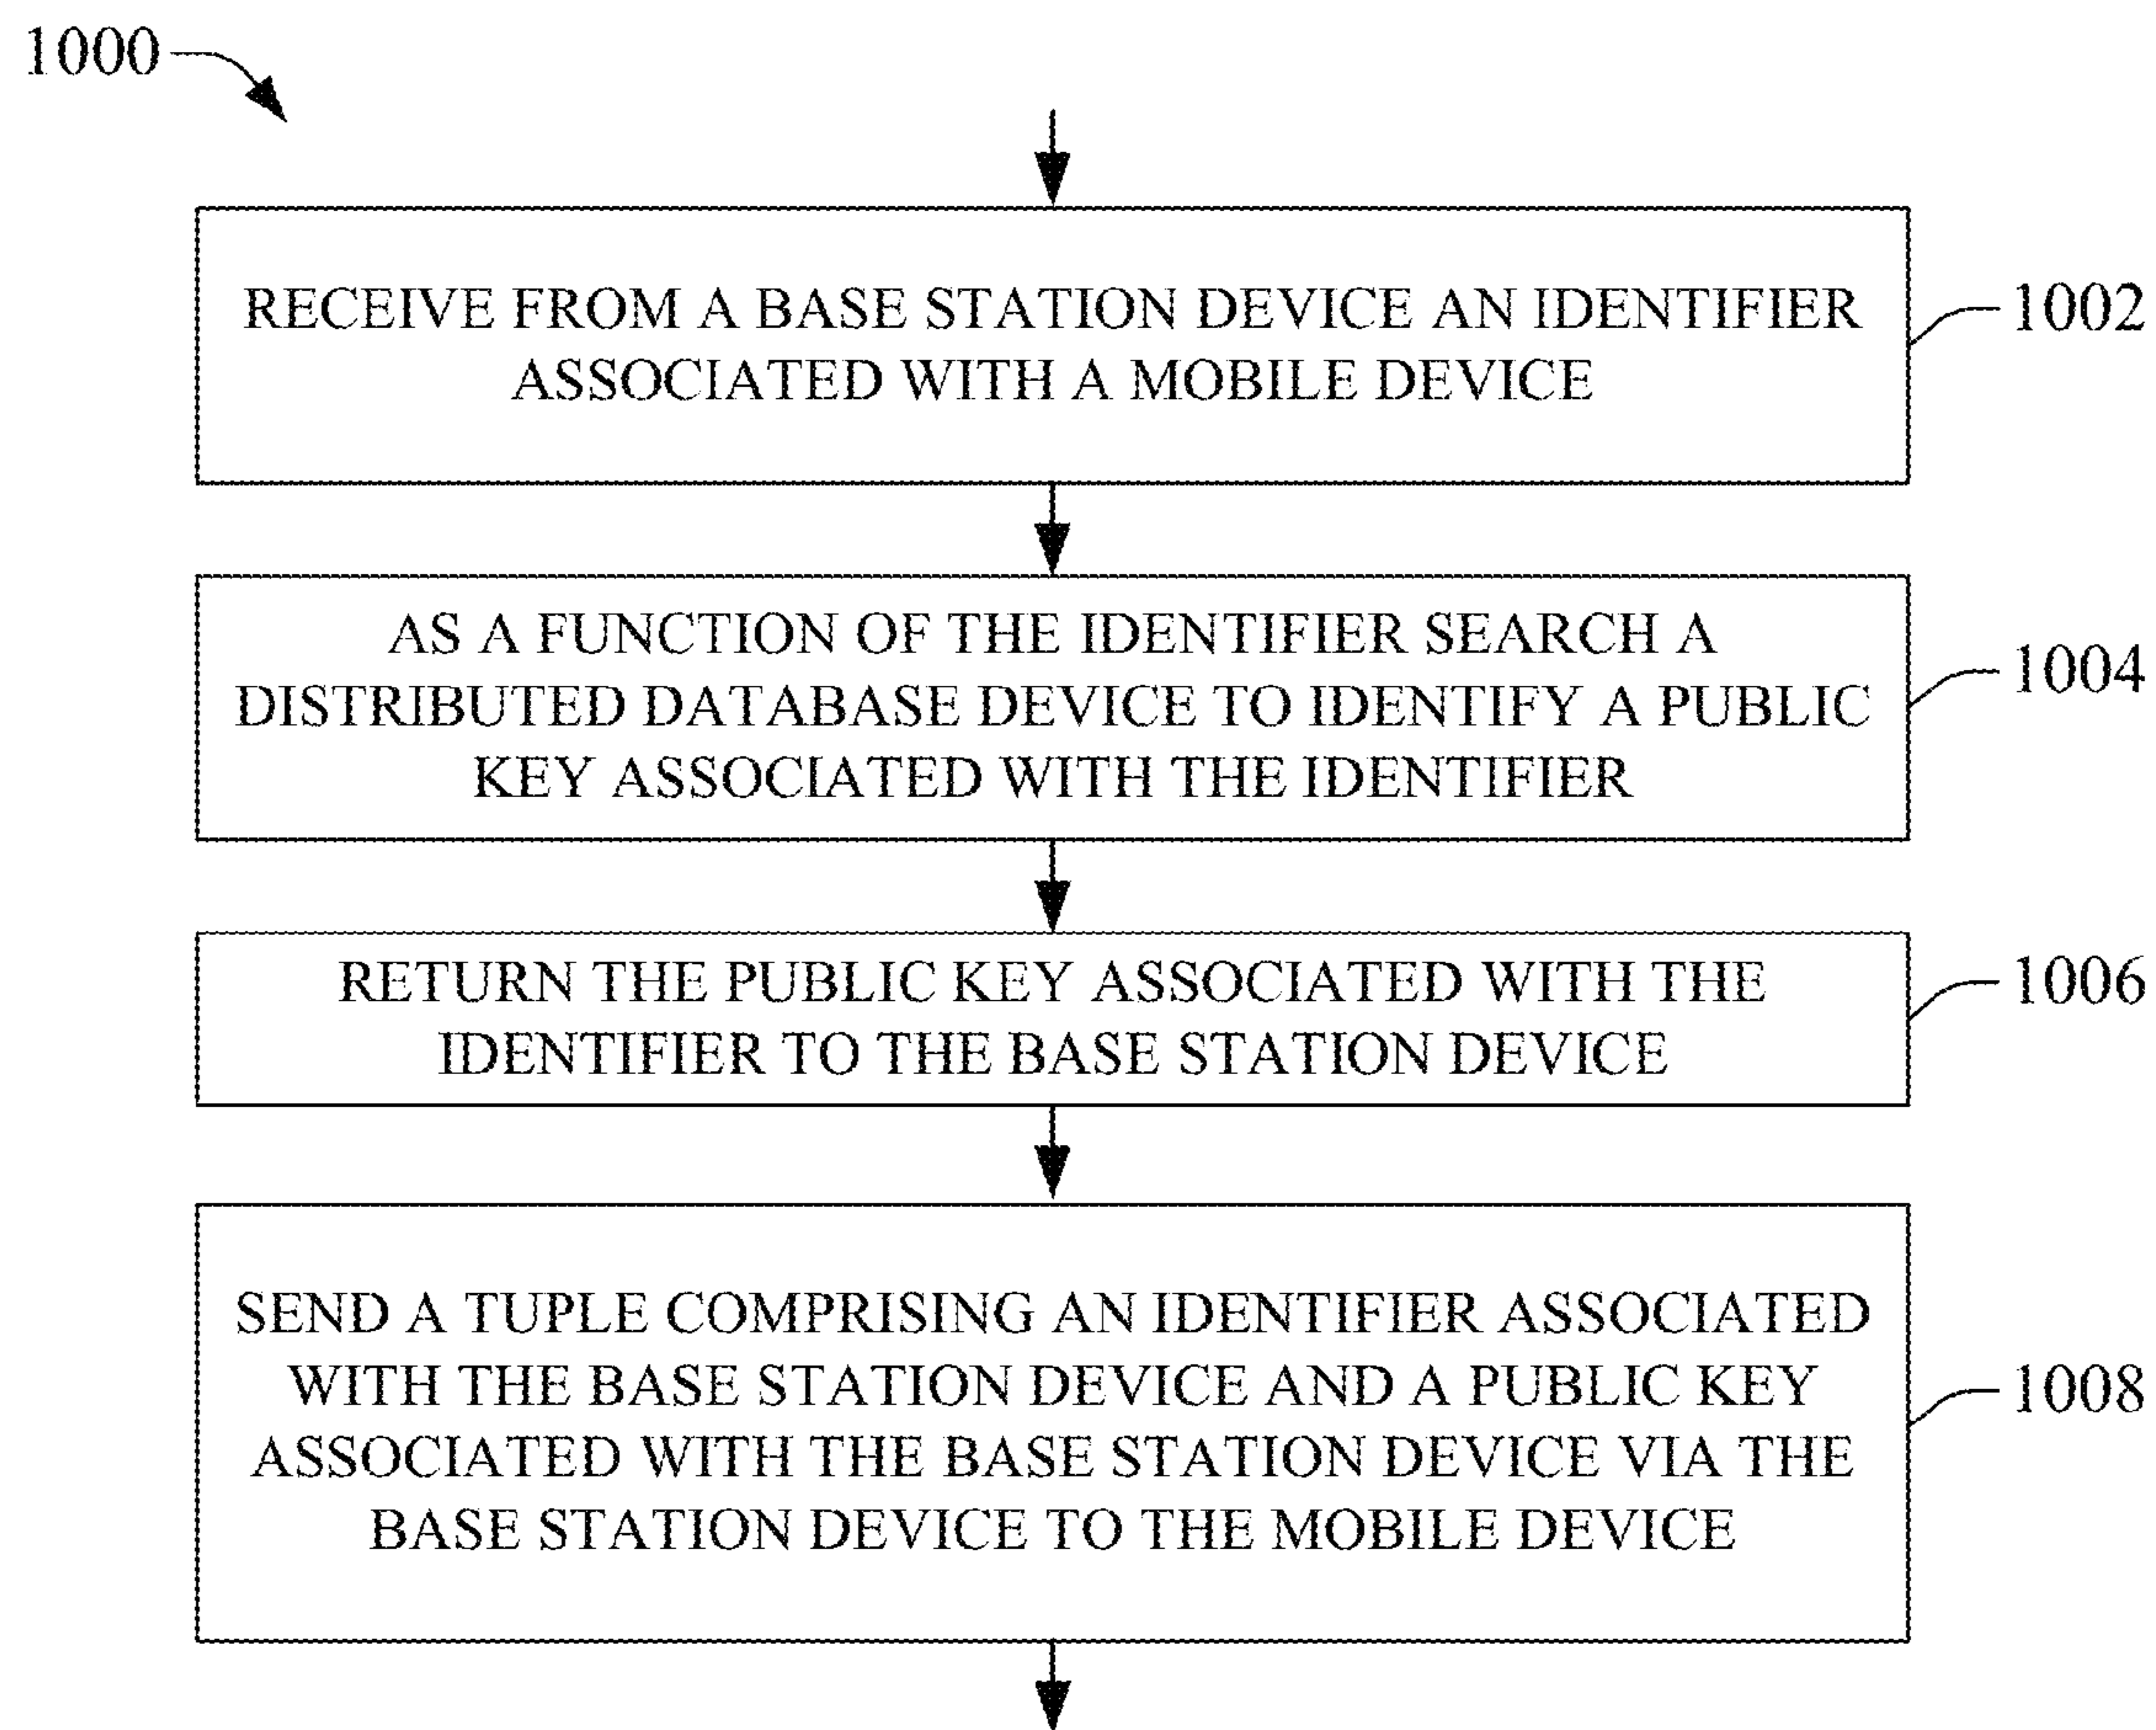 1000
RECEIVE FROM A BASE STATION DEVICE AN IDENTIFIER
ASSOCIATED WITH A MOBILE DEVICE
1002
AS A FUNCTION OF THE IDENTIFIER SEARCH A
DISTRIBUTED DATABASE DEVICE TO IDENTIFY A PUBLIC
KEY ASSOCIATED WITH THE IDENTIFIER
1004
RETURN THE PUBLIC KEY ASSOCIATED WITH THE
IDENTIFIER TO THE BASE STATION DEVICE
1006
SEND A TUPLE COMPRISING AN IDENTIFIER ASSOCIATED
WITH THE BASE STATION DEVICE AND A PUBLIC KEY
ASSOCIATED WITH THE BASE STATION DEVICE VIA THE
BASE STATION DEVICE TO THE MOBILE DEVICE
1008